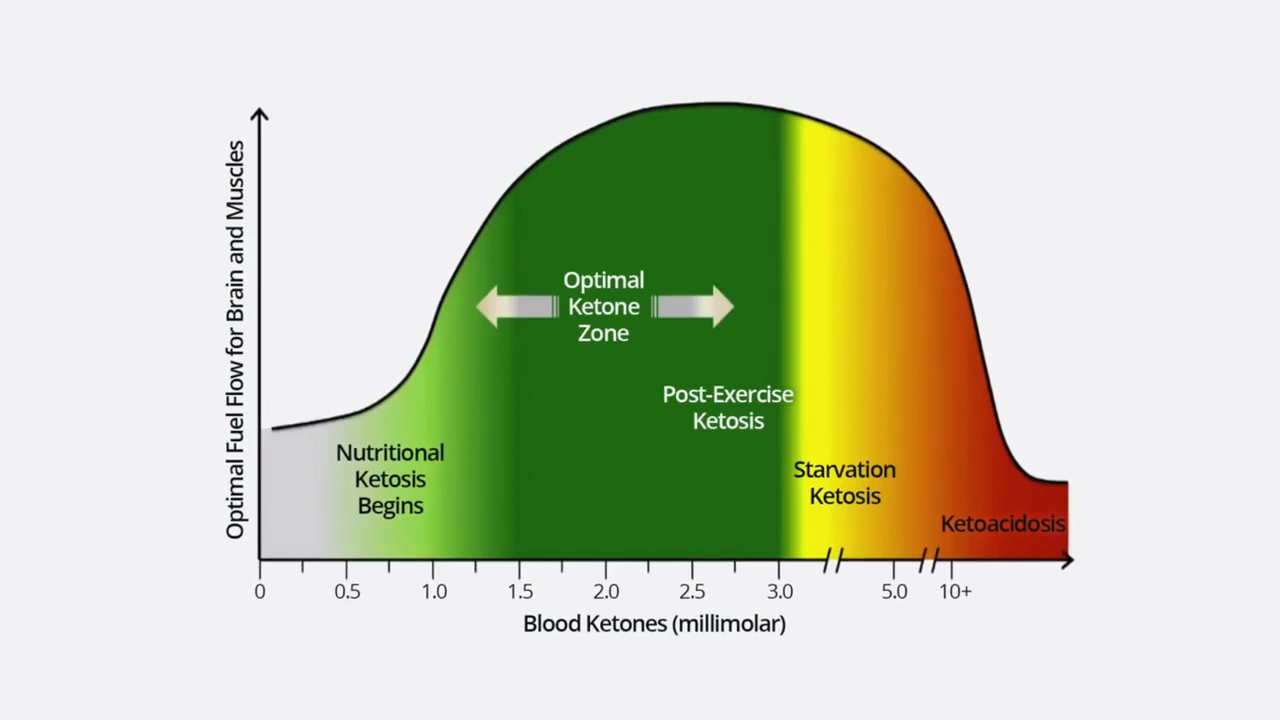 Optimal Fuel Flow for Brain and Muscles
Optimal
Ketone
Zone
Post-Exercise
Ketosis
Nutritional
Ketosis
Begins
Starvation
Ketosis
Ketoacidosis
0 0.5 1.0 1.5 2.0 2.5 3.0 5.0 10+
Blood Ketones (millimolar)